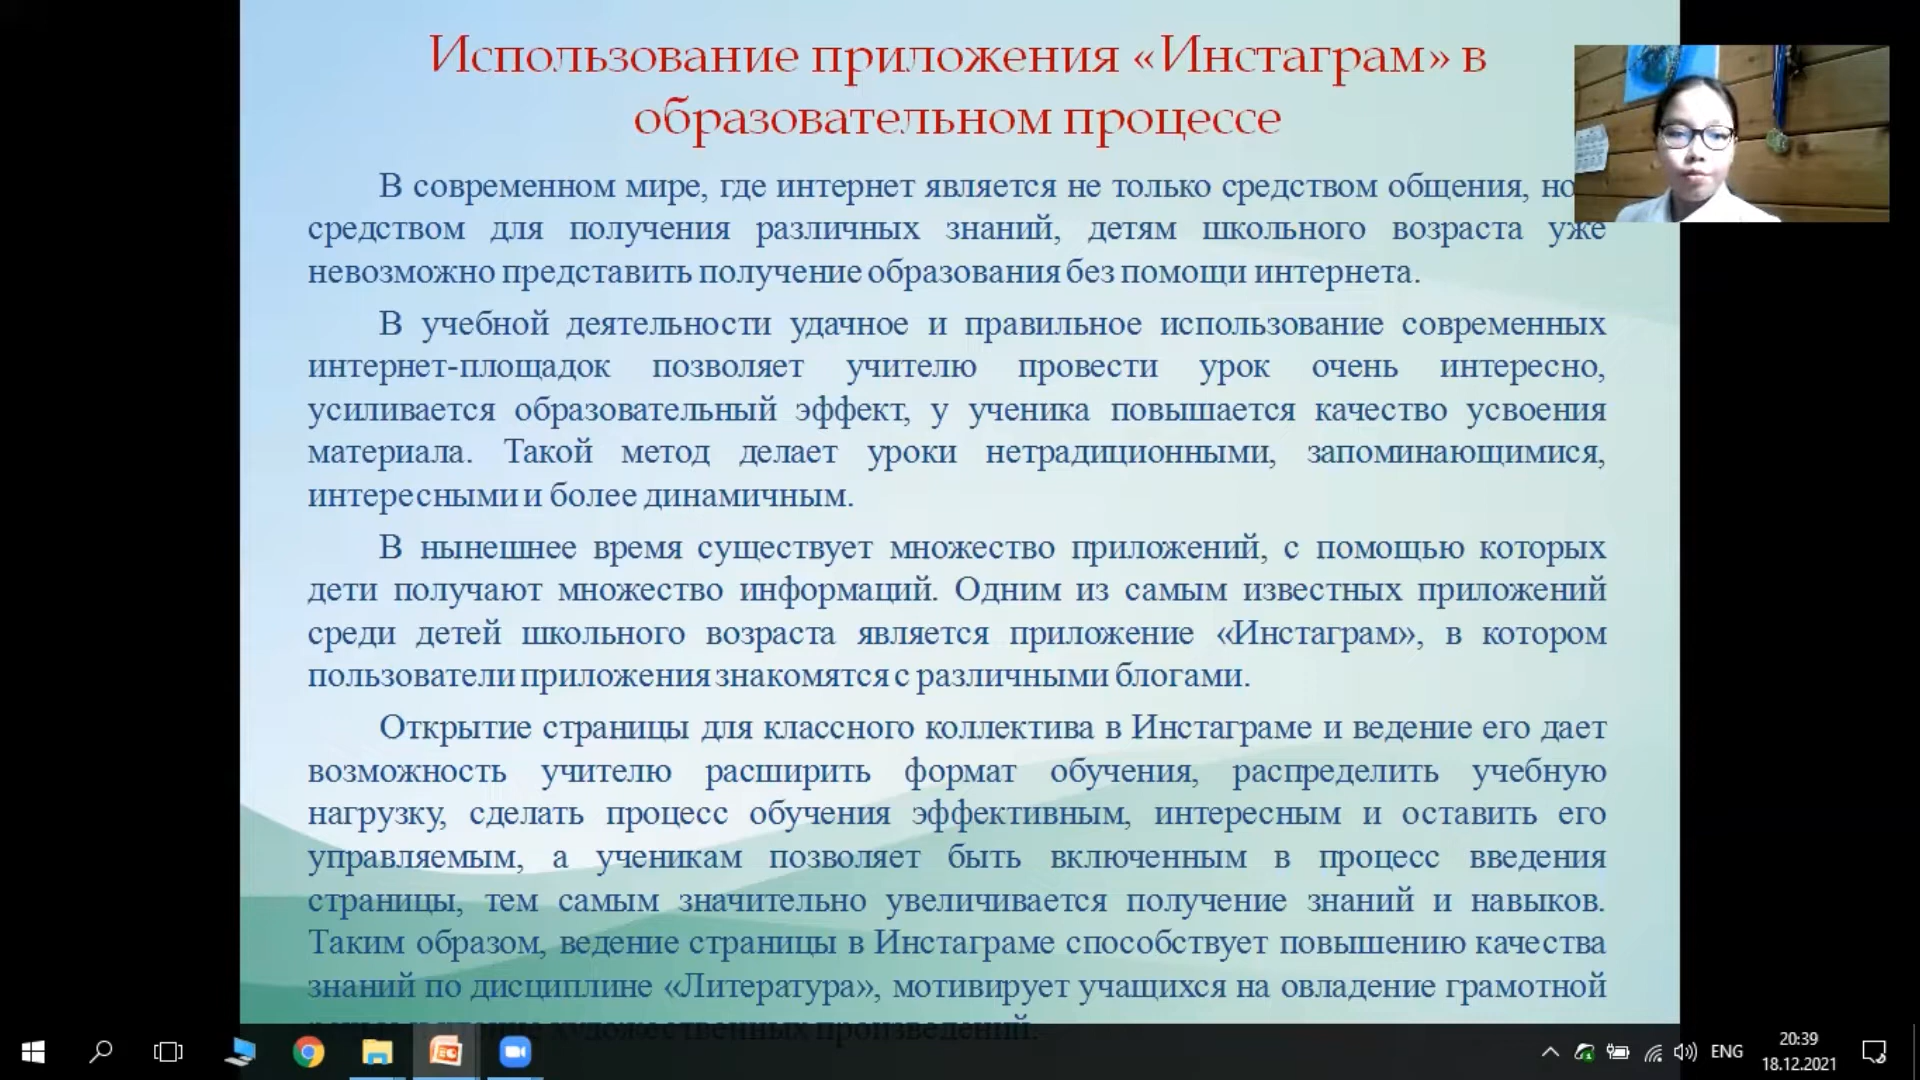 Использование приложения «Инстаграм» в
образовательном процессе
В современном мире, где интернет является не только средством общения, но
средством для получения различных знаний, детям школьного возраста уже
невозможно представить получение образования без помощи интернета.
В учебной деятельности удачное и правильное использование современных
интернет-площадок позволяет учителю провести урок очень интересно,
усиливается образовательный эффект, у ученика повышается качество усвоения
материала. Такой метод делает уроки нетрадиционными, запоминающимися,
интересными и более динамичным.
В нынешнее время существует множество приложений, с помощью которых
дети получают множество информаций. Одним из самым известных приложений
среди детей школьного возраста является приложение «Инстаграм», в котором
пользователи приложения знакомятся с различными блогами.
Открытие страницы для классного коллектива в Инстаграме и ведение его дает
возможность учителю расширить формат обучения, распределить учебную
нагрузку, сделать процесс обучения эффективным, интересным и оставить его
управляемым, а ученикам позволяет быть включенным в процесс введения
страницы, тем самым значительно увеличивается получение знаний и навыков.
Таким образом, ведение страницы в Инстаграме способствует повышению качества
знаний по дисциплине «Литература», мотивирует учащихся на овладение грамотной
художественных произведений.
ENG
20:39
18.12.2021